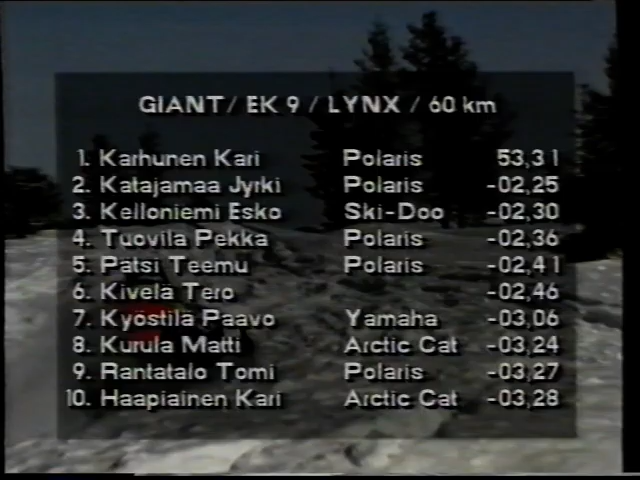 GIANT / EK 9 / LYNX / 60 km
1. Karhunen Kari Polaris 53,31
2. Katajamaa Jyrki Polaris -02,25
3. Kelloniemi Esko Ski-Doo -02,30
4. Tuovila Pekka Polaris -02,36
5. Patsi Teemu Polaris -02,41
6. Kivela Tero -02,46
7. Kyöstila Paavo Yamaha -03,06
8. Kurula Matti Arctic Cat -03,24
9. Rantatalo Tomi Polaris -03,27
10. Haapiainen Kari Arctic Cat -03,28